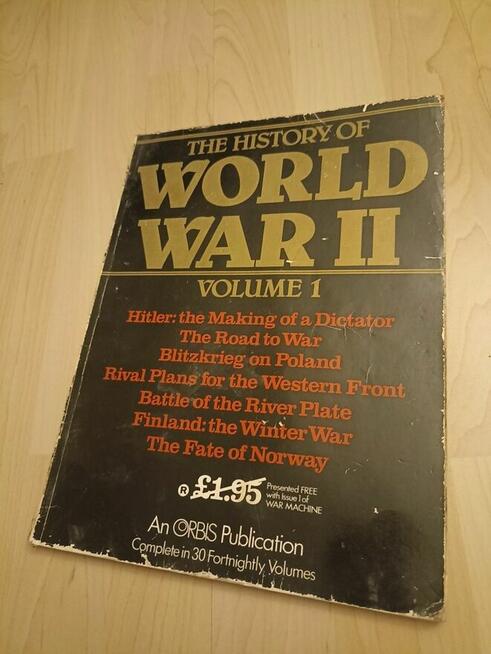 THE HISTORY OF
WORLD
WAR II
VOLUME 1
Hitler: the Making of a Dictator
The Road to War
Blitzkrieg on Poland
Rival Plans for the Western Front
Battle of the River Plate
Finland: the Winter War
The Fate of Norway
® £1.95
Presented FREE
with Issue 1 of
WAR MACHINE
An ORBIS Publication
Complete in 30 Fortnightly Volumes